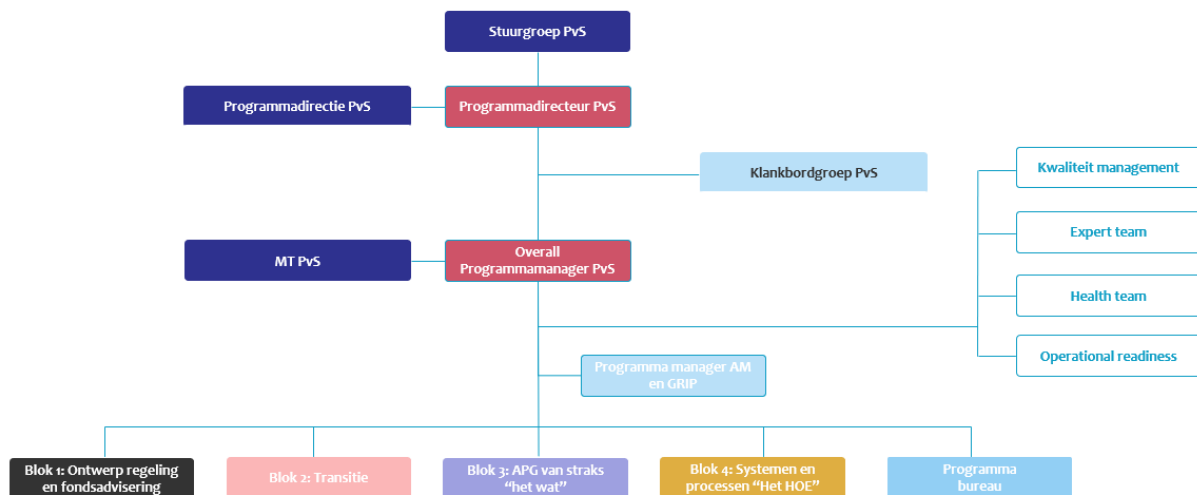 Stuurgroep PvS
Programmadirectie PvS
Programmadirecteur PvS
Klankbordgroep PvS
Kwaliteit management
Expert team
MT PvS
Overall
Programmamanager PvS
Health team
Operational readiness
Programma manager AM
en GRIP
Blok 1: Ontwerp regeling
en fondsadvisering
Blok 2: Transitie
Blok 3: APG van straks
“het wat”
Blok 4: Systemen en
processen “Het HOE”
Programma
bureau